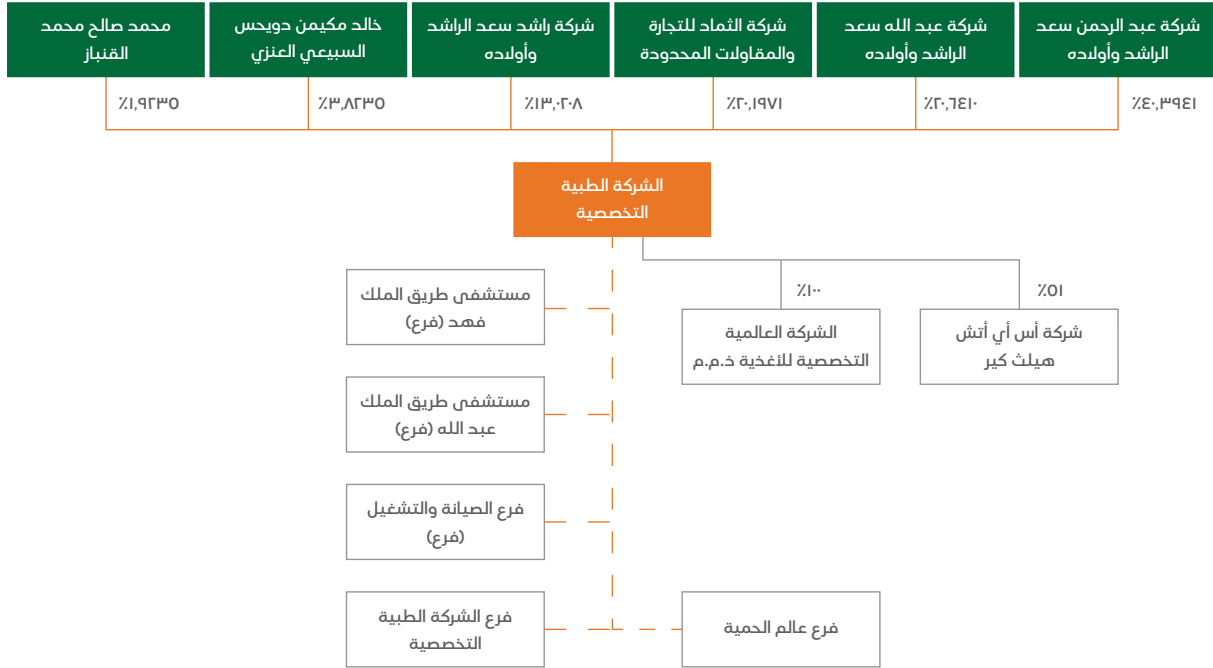 شركة عبد الرحمن سعد
الراشد وأولاده
شركة عبد الله سعد
الراشد وأولاده
شركة الثماد للتجارة
والمقاولات المحدودة
شركة راشد سعد الراشد
وأولاده
خالد مكيمن دويحس
السبيعي العنزي
محمد صالح محمد
القنباز
٪٤٠,٣٩٤١
٪٢٠,٦٤١٠
٪٢٠,١٩٧١
٪١٣,٠٢٠٨
٪٣,٨٢٣٥
٪١,٩٢٣٥
الشركة الطبية
التخصصية
٪٥١
٪١٠٠
شركة أس أي أتش
هيلث كير
الشركة العالمية
التخصصية للأغذية ذ.م.م
مستشفى طريق الملك
فهد (فرع)
مستشفى طريق الملك
عبد الله (فرع)
فرع الصيانة والتشغيل
(فرع)
فرع عالم الحمية
فرع الشركة الطبية
التخصصية